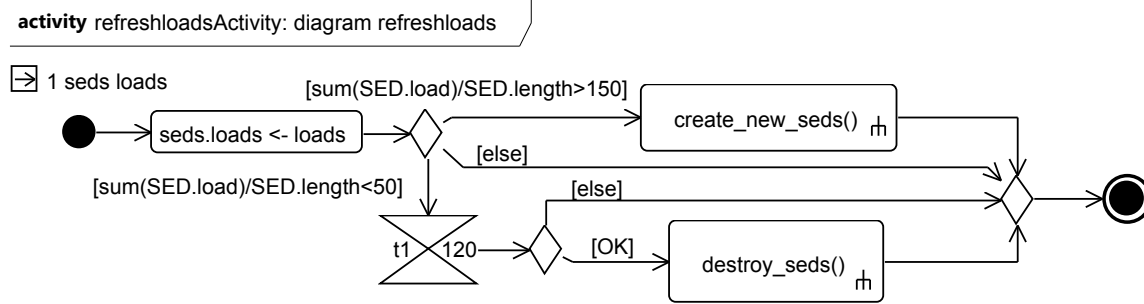 activity refreshloadsActivity: diagram refreshloads
1 seds loads
[sum(SED.load)/SED.length>150]
seds.loads <- loads
create_new_seds()
[else]
[sum(SED.load)/SED.length<50]
[else]
t1 120
[OK]
destroy_seds()